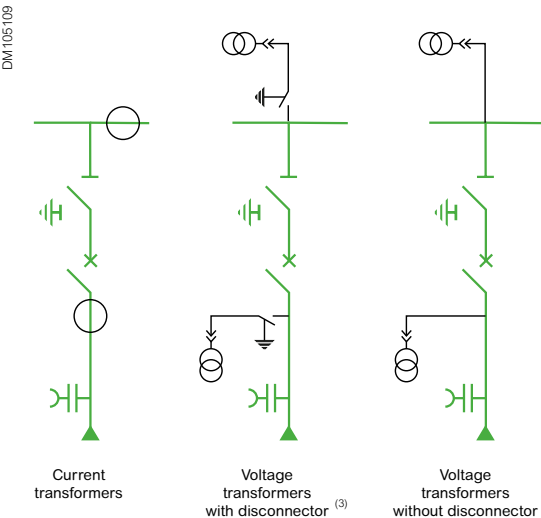 DM105109
Current
transformers
Voltage
transformers
with disconnector (3)
Voltage
transformers
without disconnector